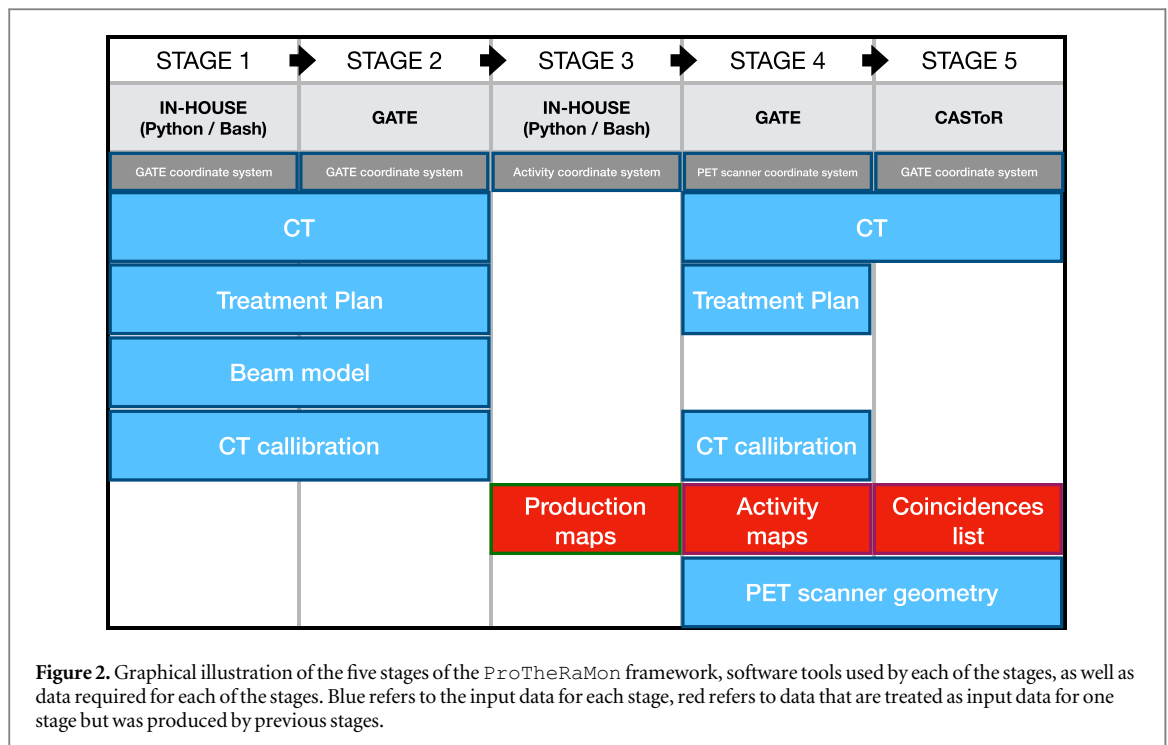 STAGE 1 STAGE 2 STAGE 3 STAGE 4 STAGE 5
IN-HOUSE (Python / Bash)
GATE
IN-HOUSE (Python / Bash)
GATE
CASToR
GATE coordinate system GATE coordinate system Activity coordinate system PET scanner coordinate system GATE coordinate system
CT CT
Treatment Plan Treatment Plan
Beam model
CT callibration CT callibration
Production maps
Activity maps
Coincidences list
PET scanner geometry
Figure 2. Graphical illustration of the five stages of the ProTheRaMon framework, software tools used by each of the stages, as well as
data required for each of the stages. Blue refers to the input data for each stage, red refers to data that are treated as input data for one
stage but was produced by previous stages.